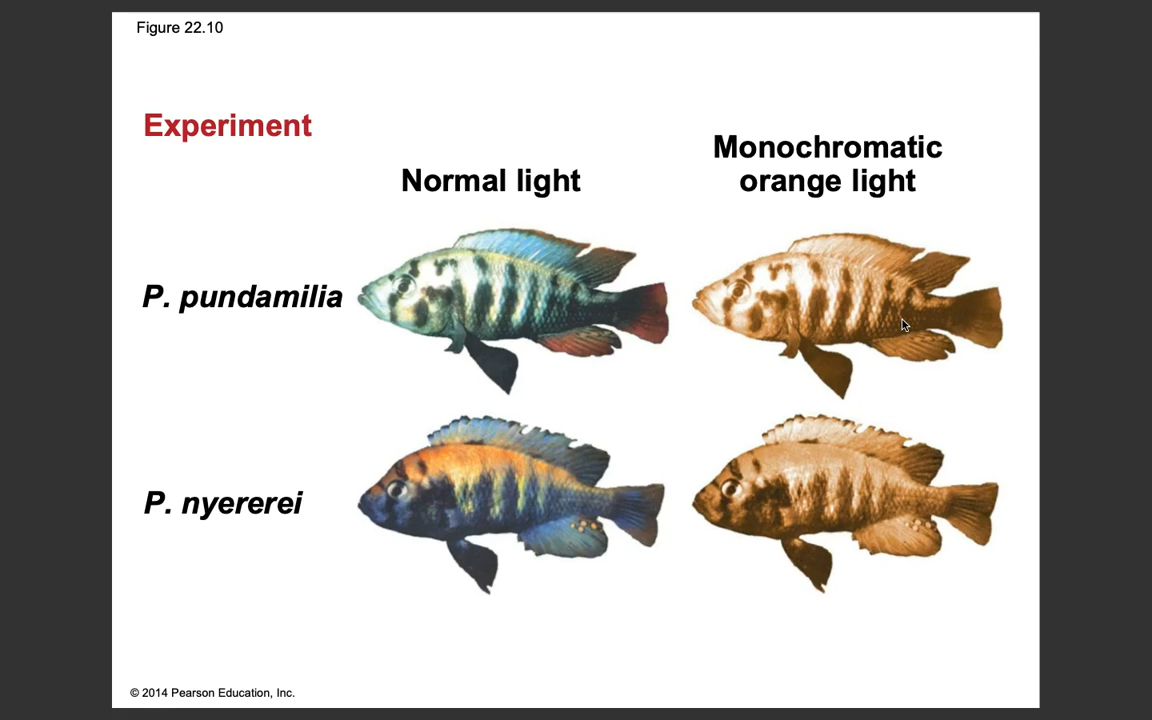 Figure 22.10
Experiment
Normal light
Monochromatic
orange light
P. pundamilia
P. nyererei
© 2014 Pearson Education, Inc.